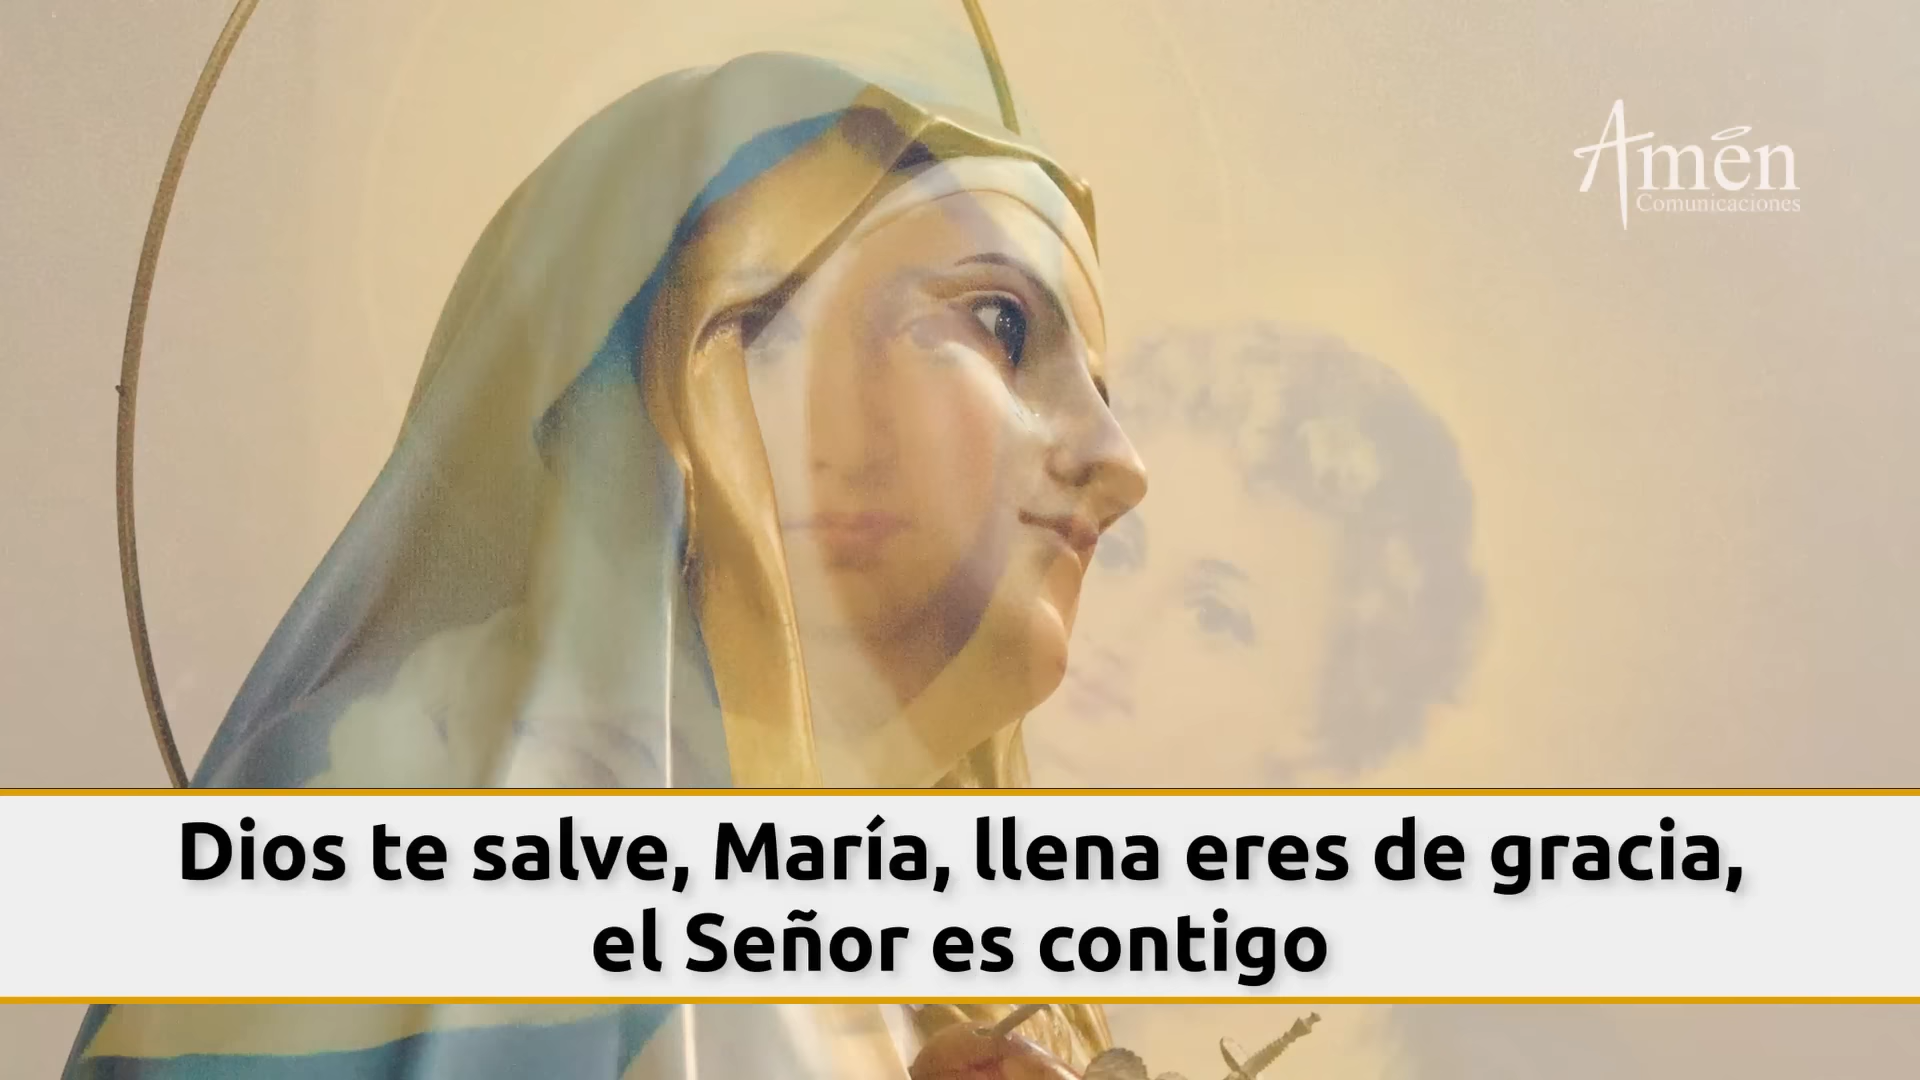 Amén
Comunicaciones
Dios te salve, María, llena eres de gracia,
el Señor es contigo